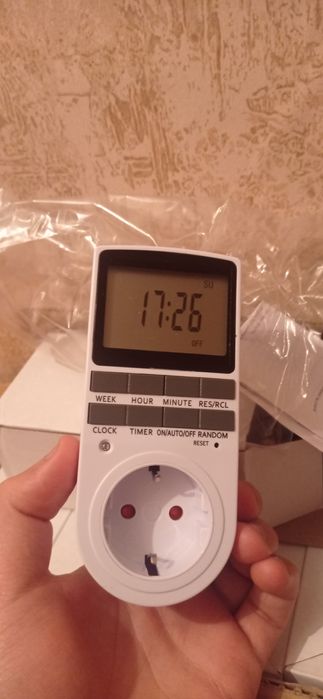 SU
17:26
OFF
WEEK HOUR MINUTE RES/RCL
CLOCK TIMER ON/AUTO/OFF RANDOM
RESET